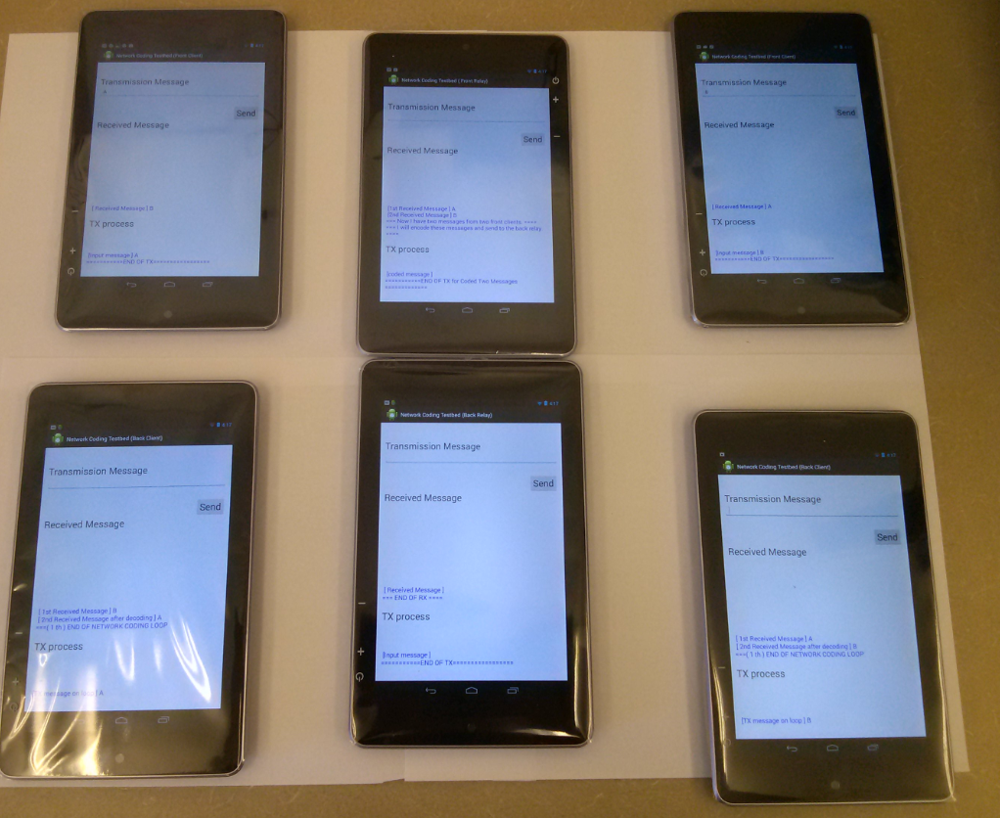 Network Coding Testbed (Front Client)
Transmission Message
Send
Received Message
[ Received Message ] B
TX process
[Input message ] A
===========END OF TX=================
Network Coding Testbed ( Front Relay)
Transmission Message
Send
Received Message
[1st Received Message ] A
[2nd Received Message ] B
=== Now I have two messages from two front clients. ====
=== I will encode these messages and send to the back relay.
====
TX process
[coded message ]
===========END OF TX for Coded Two Messages
=============
Network Coding Testbed (Front Client)
Transmission Message
Send
Received Message
[ Received Message ] A
TX process
[Input message ] B
===========END OF TX=================
4:17
Network Coding Testbed (Back Client)
Transmission Message
Send
Received Message
[ 1st Received Message ] B
[ 2nd Received Message after decoding ] A
===( 1 th ) END OF NETWORK CODING LOOP
TX process
message on loop ] A
4:17
Network Coding Testbed (Back Relay)
Transmission Message
Send
Received Message
[ Received Message ]
=== END OF RX ====
TX process
[Input message ]
===========END OF TX=================
Network Coding Testbed (Back Client)
Transmission Message
Send
Received Message
[ 1st Received Message ] A
[ 2nd Received Message after decoding ] B
===( 1 th ) END OF NETWORK CODING LOOP
TX process
[TX message on loop ] B